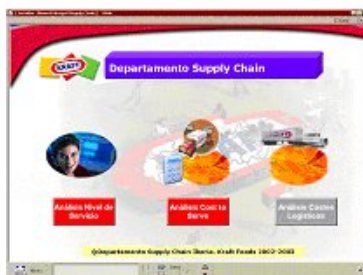 KRAFT
Departamento Supply Chain
Análisis Nivel de
Servicio
Análisis Cost to
Serve
Análisis Costes
Logísticos
©Departamento Supply Chain Iberia. Kraft Foods 2002-2003